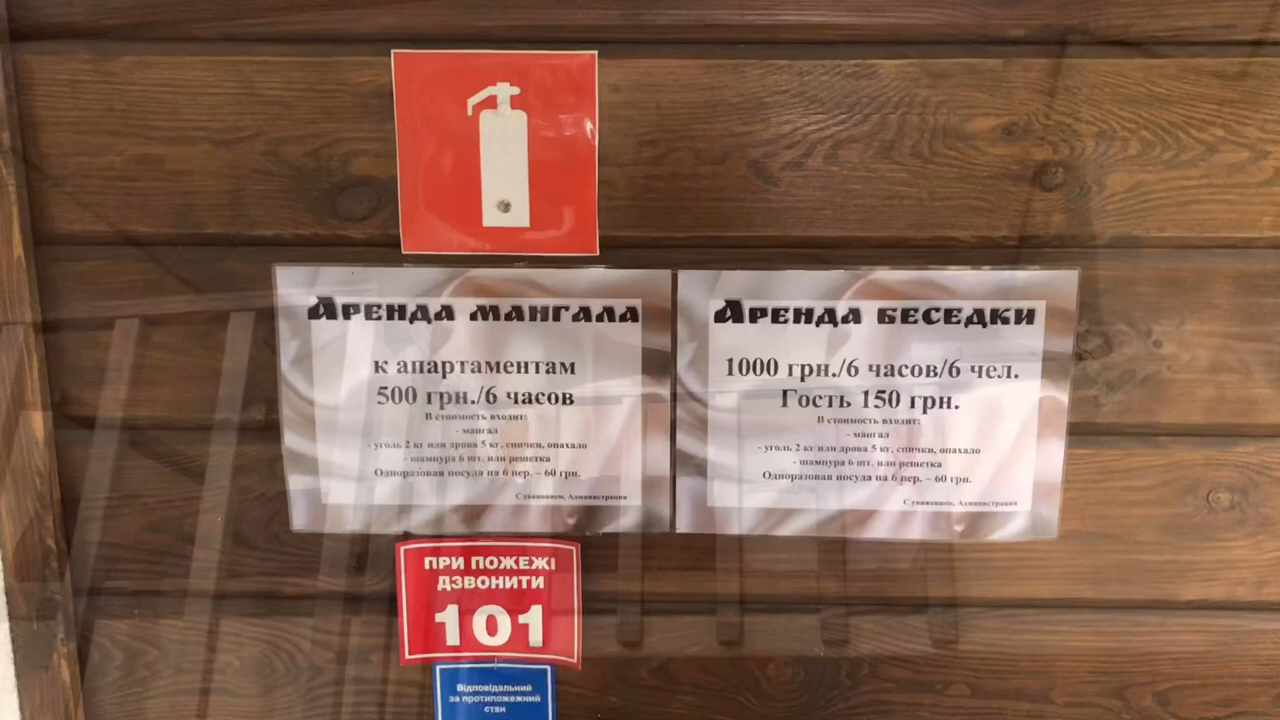 Аренда мангала
к апартаментам
500 грн./6 часов
В стоимость входит:
- мангал
- уголь 2 кг или дрова 5 кг, спички, опахало
- шампура 6 шт. или решетка
Одноразовая посуда на 6 пер. – 60 грн.
С уважением, Администрация
Аренда беседки
1000 грн./6 часов/6 чел.
Гость 150 грн.
В стоимость входит:
- мангал
- уголь 2 кг или дрова 5 кг, спички, опахало
- шампура 6 шт. или решетка
Одноразовая посуда на 6 пер. – 60 грн.
С уважением, Администрация
ПРИ ПОЖЕЖІ
ДЗВОНИТИ
101
Відповідальний
за протипожежний
стан